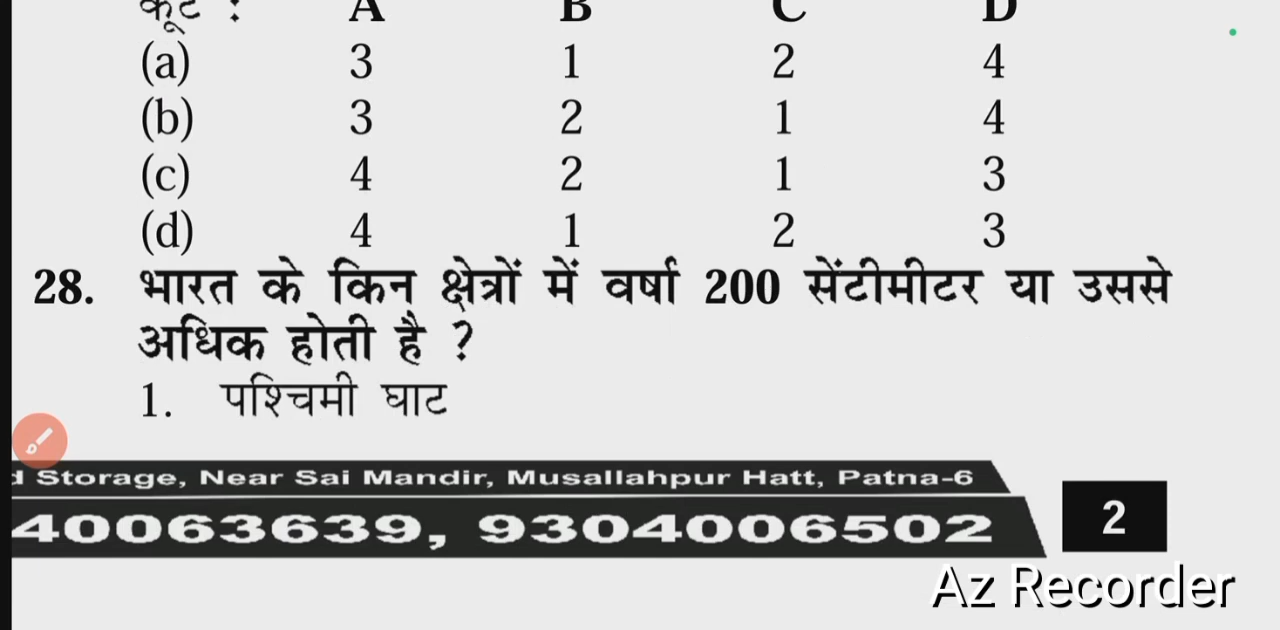 कूट : A B C D
(a) 3 1 2 4
(b) 3 2 1 4
(c) 4 2 1 3
(d) 4 1 2 3
28. भारत के किन क्षेत्रों में वर्षा 200 सेंटीमीटर या उससे
अधिक होती है ?
1. पश्चिमी घाट
d Storage, Near Sai Mandir, Musallahpur Hatt, Patna-6
40063639, 9304006502
2
Az Recorder